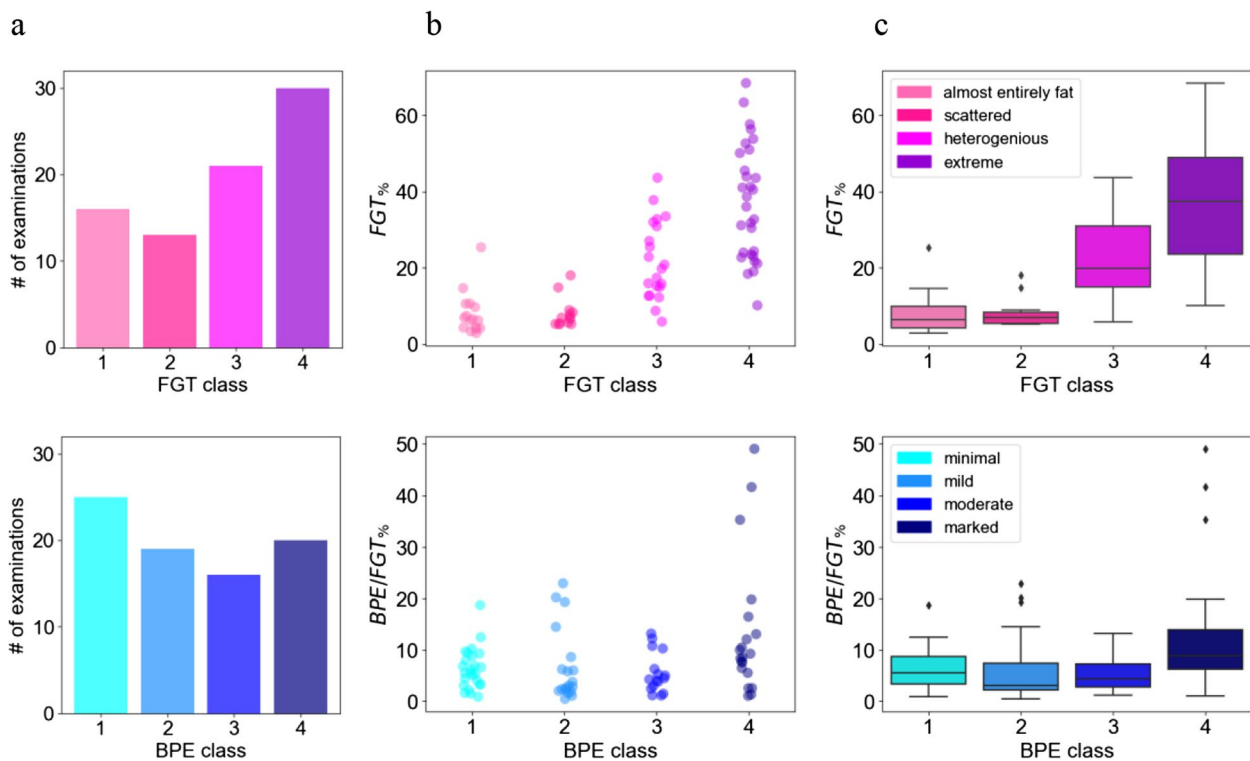 a
b
c
# of examinations
30
20
10
0
1 2 3 4
FGT class
FGT%
60
40
20
0
1 2 3 4
FGT class
FGT%
60
40
20
0
almost entirely fat
scattered
heterogenious
extreme
1 2 3 4
FGT class
# of examinations
30
20
10
0
1 2 3 4
BPE class
BPE/FGT%
50
40
30
20
10
0
1 2 3 4
BPE class
BPE/FGT%
50
40
30
20
10
0
minimal
mild
moderate
marked
1 2 3 4
BPE class